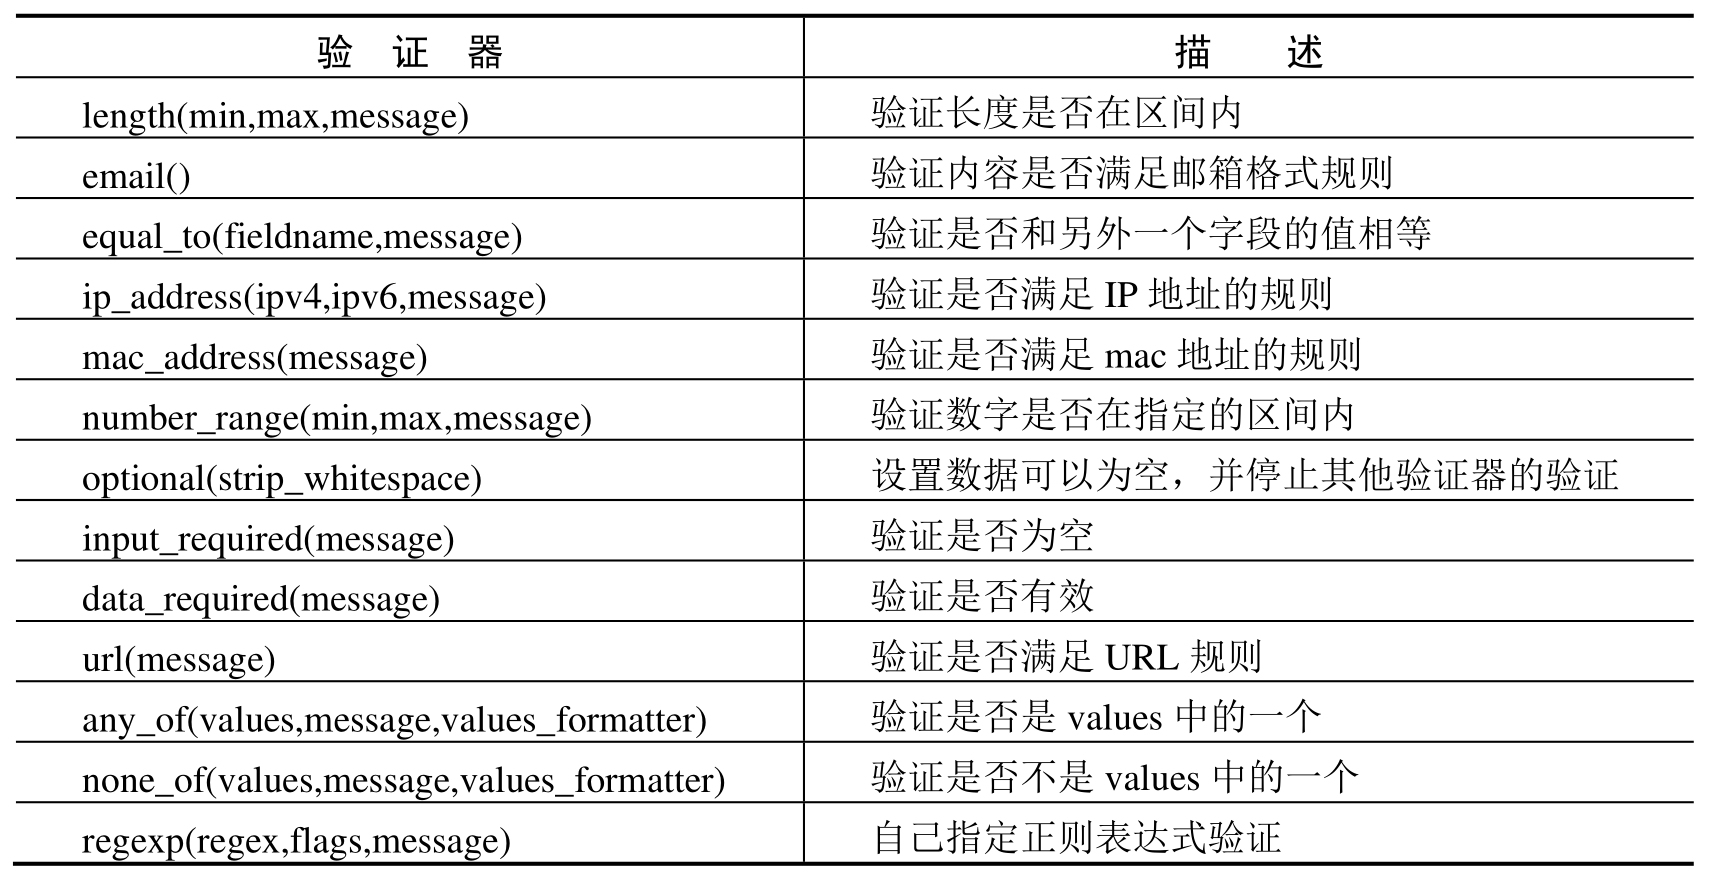 验 证 器 描 述
length(min,max,message) 验证长度是否在区间内
email() 验证内容是否满足邮箱格式规则
equal_to(fieldname,message) 验证是否和另外一个字段的值相等
ip_address(ipv4,ipv6,message) 验证是否满足 IP 地址的规则
mac_address(message) 验证是否满足 mac 地址的规则
number_range(min,max,message) 验证数字是否在指定的区间内
optional(strip_whitespace) 设置数据可以为空，并停止其他验证器的验证
input_required(message) 验证是否为空
data_required(message) 验证是否有效
url(message) 验证是否满足 URL 规则
any_of(values,message,values_formatter) 验证是否是 values 中的一个
none_of(values,message,values_formatter) 验证是否不是 values 中的一个
regexp(regex,flags,message) 自己指定正则表达式验证